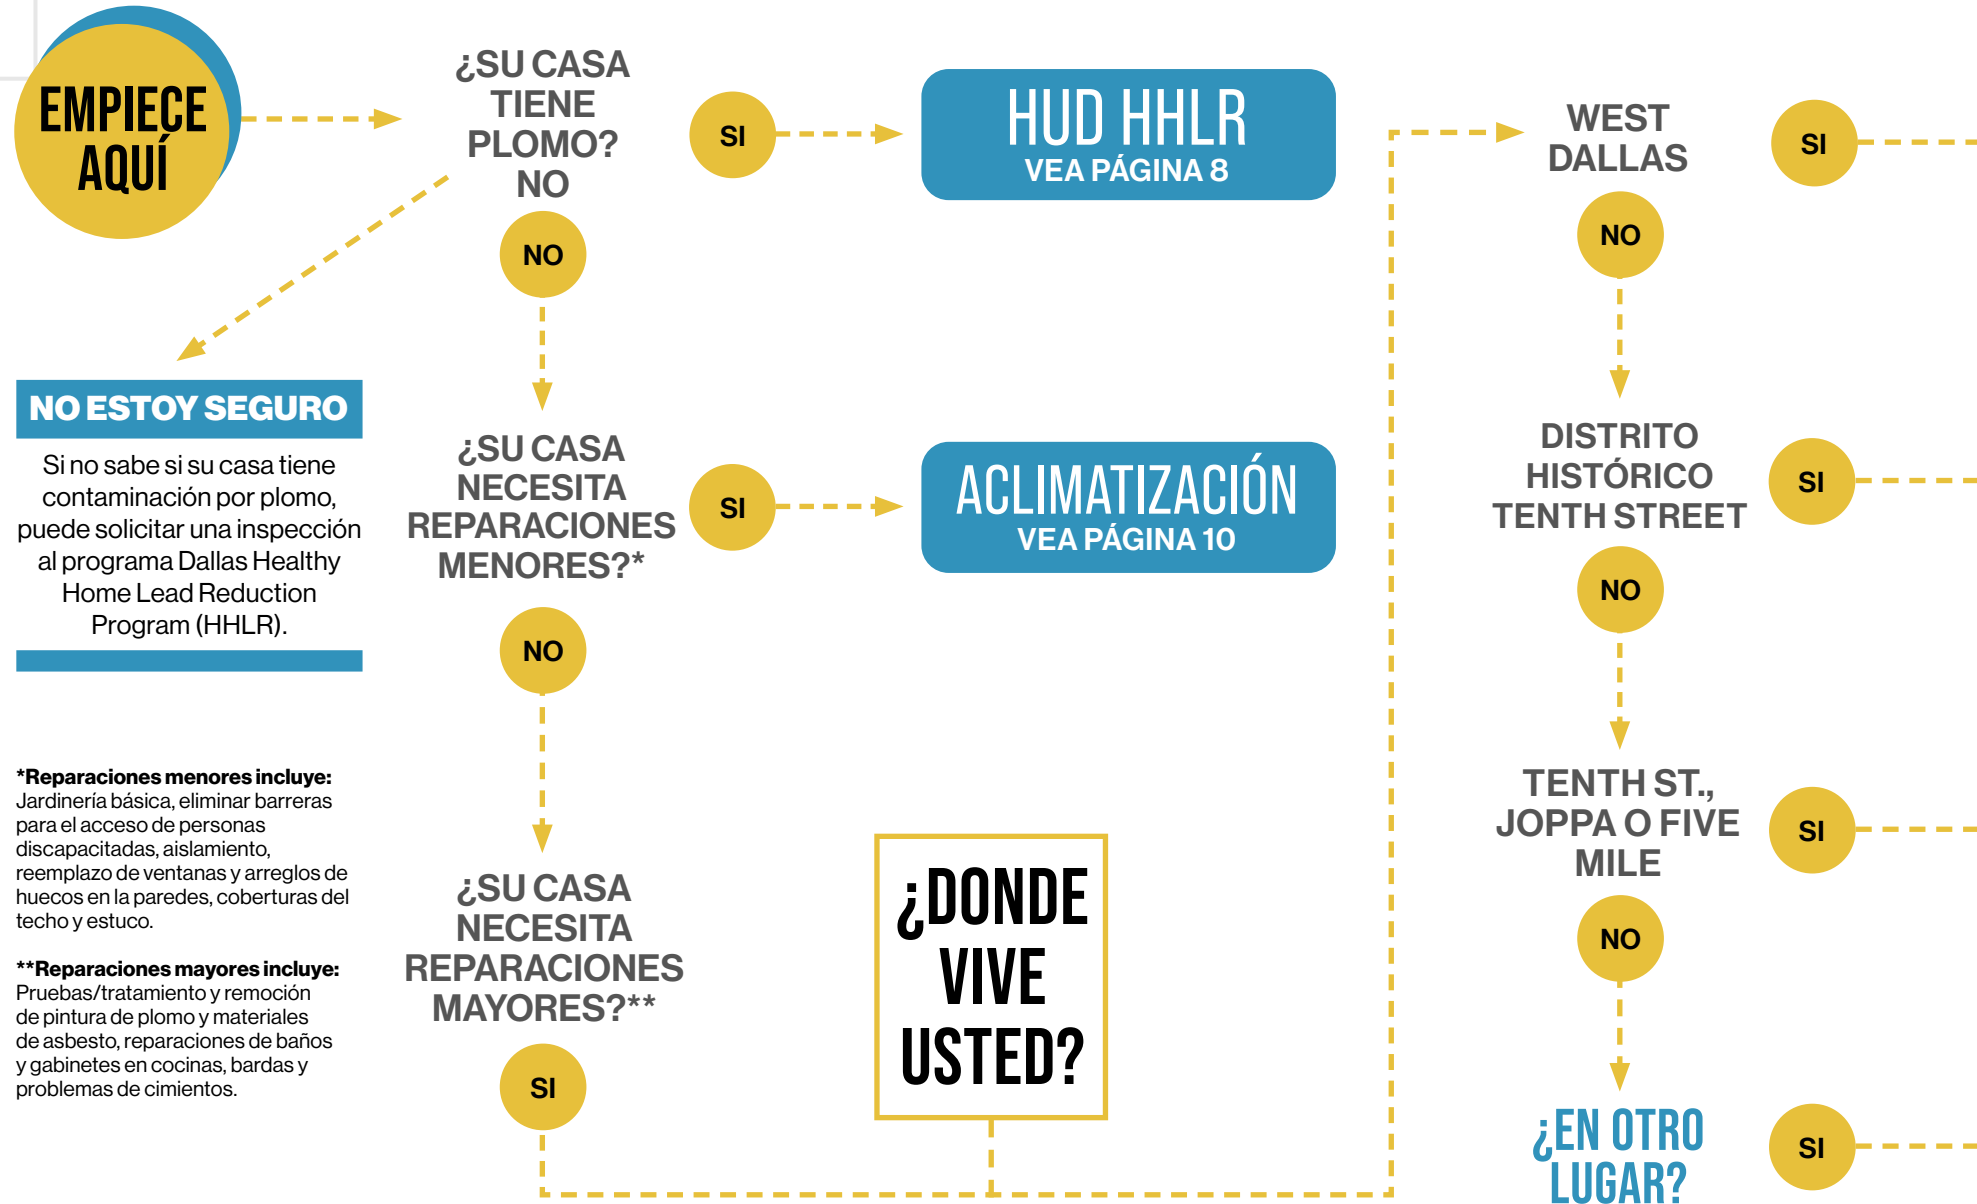 EMPIECE
AQUÍ
¿SU CASA
TIENE
PLOMO?
NO
SI
HUD HHLR
VEA PÁGINA 8
NO
NO ESTOY SEGURO
Si no sabe si su casa tiene
contaminación por plomo,
puede solicitar una inspección
al programa Dallas Healthy
Home Lead Reduction
Program (HHLR).
¿SU CASA
NECESITA
REPARACIONES
MENORES?*
SI
ACLIMATIZACIÓN
VEA PÁGINA 10
NO
*Reparaciones menores incluye:
Jardinería básica, eliminar barreras
para el acceso de personas
discapacitadas, aislamiento,
reemplazo de ventanas y arreglos de
huecos en la paredes, coberturas del
techo y estuco.
**Reparaciones mayores incluye:
Pruebas/tratamiento y remoción
de pintura de plomo y materiales
de asbesto, reparaciones de baños
y gabinetes en cocinas, bardas y
problemas de cimientos.
¿SU CASA
NECESITA
REPARACIONES
MAYORES?**
SI
¿DONDE
VIVE
USTED?
WEST
DALLAS
SI
NO
DISTRITO
HISTÓRICO
TENTH STREET
SI
NO
TENTH ST.,
JOPPA O FIVE
MILE
SI
NO
¿EN OTRO
LUGAR?
SI